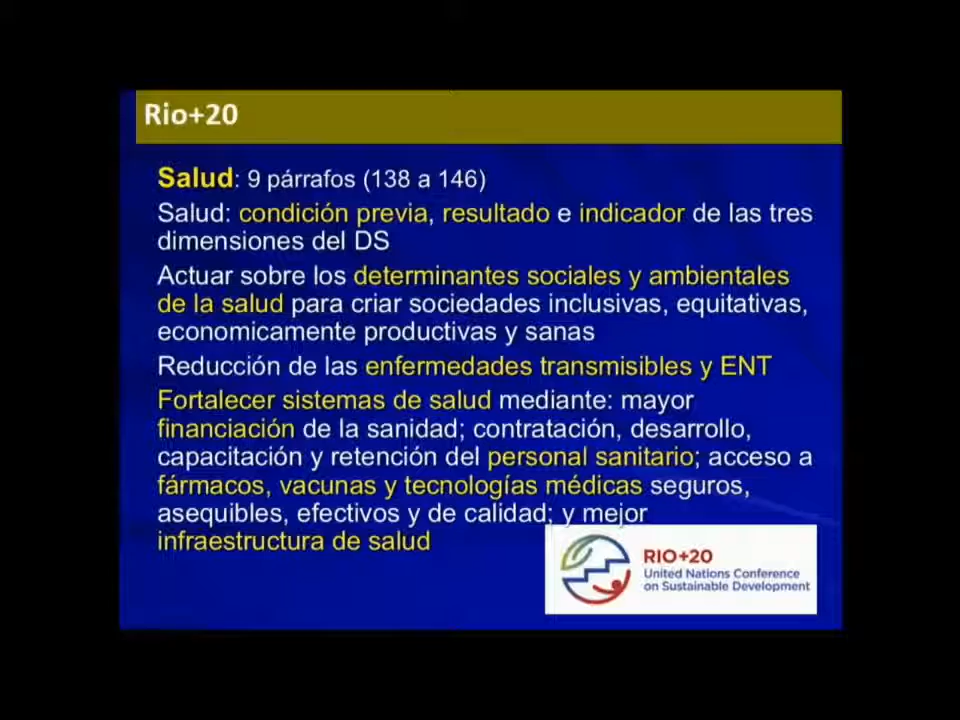 Rio+20
Salud: 9 párrafos (138 a 146)
Salud: condición previa, resultado e indicador de las tres
dimensiones del DS
Actuar sobre los determinantes sociales y ambientales
de la salud para criar sociedades inclusivas, equitativas,
economicamente productivas y sanas
Reducción de las enfermedades transmisibles y ENT
Fortalecer sistemas de salud mediante: mayor
financiación de la sanidad; contratación, desarrollo,
capacitación y retención del personal sanitario; acceso a
fármacos, vacunas y tecnologías médicas seguros,
asequibles, efectivos y de calidad; y mejor
infraestructura de salud
RIO+20
United Nations Conference
on Sustainable Development